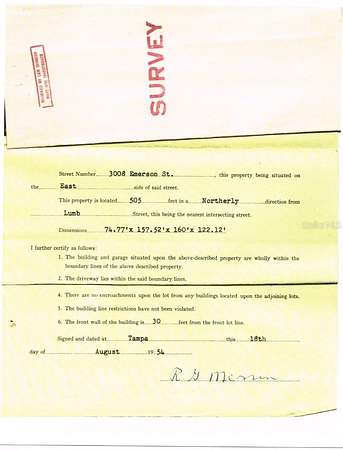 SURVEY
Street Number 3008 Emerson St. , this property being situated on
the East side of said street.
This property is located 505 feet in a Northerly direction from
Lumb Street, this being the nearest intersecting street.
Dimensions 74.77'x 157.52'x 160'x 122.12'
I further certify as follows:
1. The building and garage situated upon the above-described property are wholly within the
boundary lines of the above described property.
2. The driveway lies within the said boundary lines.
4. There are no encroachments upon the lot from any buildings located upon the adjoining lots.
5. The building line restrictions have not been violated.
6. The front wall of the building is 30 feet from the front lot line.
Signed and dated at Tampa this 18th
day of August 1954
R G